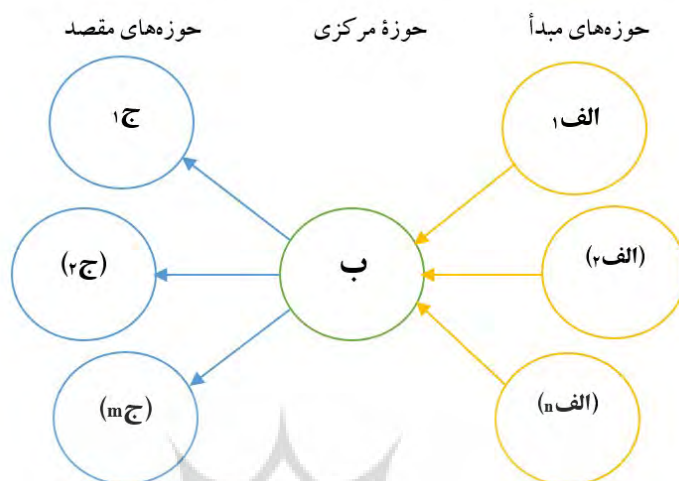 حوزه‌های مبدأ حوزهٔ مرکزی حوزه‌های مقصد
الف۱ ج۱
(الف۲) ب (ج۲)
(الفn) (جm)